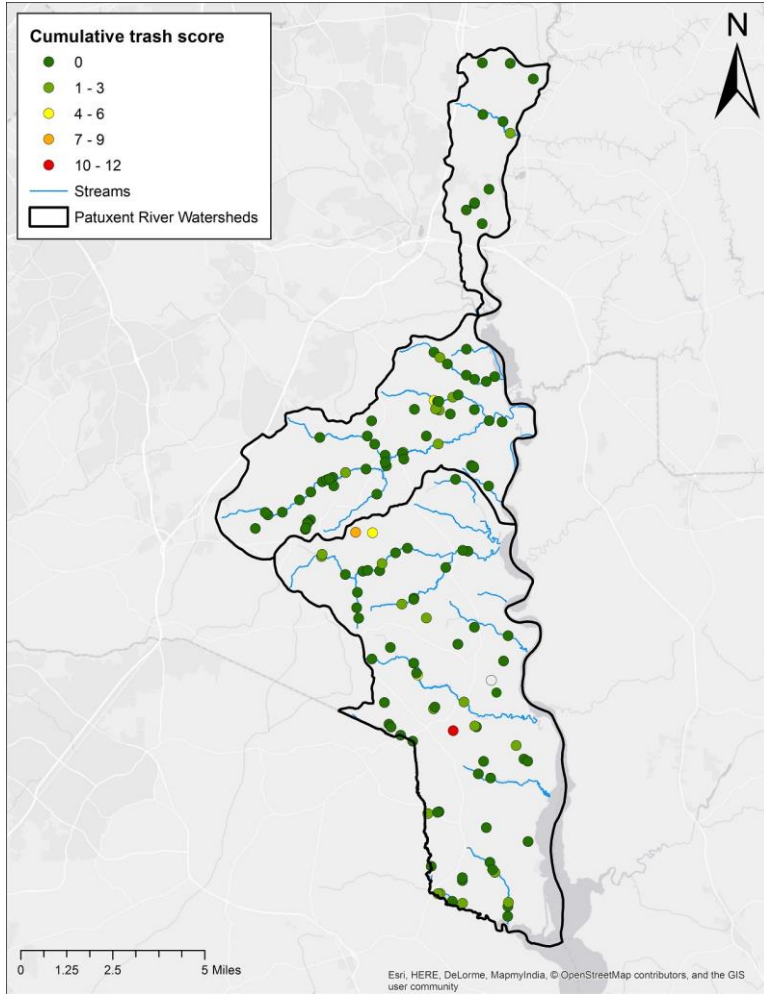 Cumulative trash score
0
1 - 3
4 - 6
7 - 9
10 - 12
Streams
Patuxent River Watersheds
N
0 1.25 2.5 5 Miles
Esri, HERE, DeLorme, MapmyIndia, © OpenStreetMap contributors, and the GIS
user community